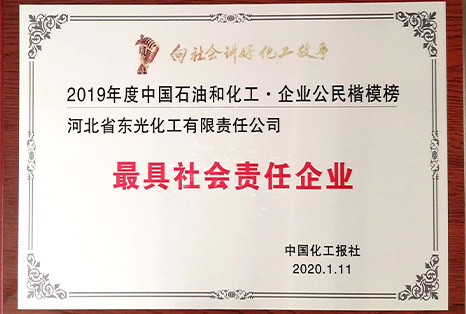 向社会讲好化工故事
2019年度中国石油和化工·企业公民楷模榜
河北省东光化工有限责任公司
最具社会责任企业
中国化工报社
2020.1.11